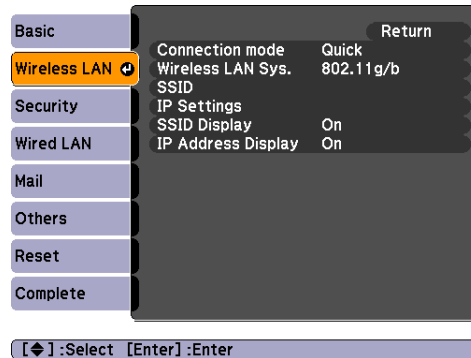 Basic
Wireless LAN
Security
Wired LAN
Mail
Others
Reset
Complete
Return
Connection mode Quick
Wireless LAN Sys. 802.11g/b
SSID
IP Settings
SSID Display On
IP Address Display On
[◆] :Select [Enter] :Enter